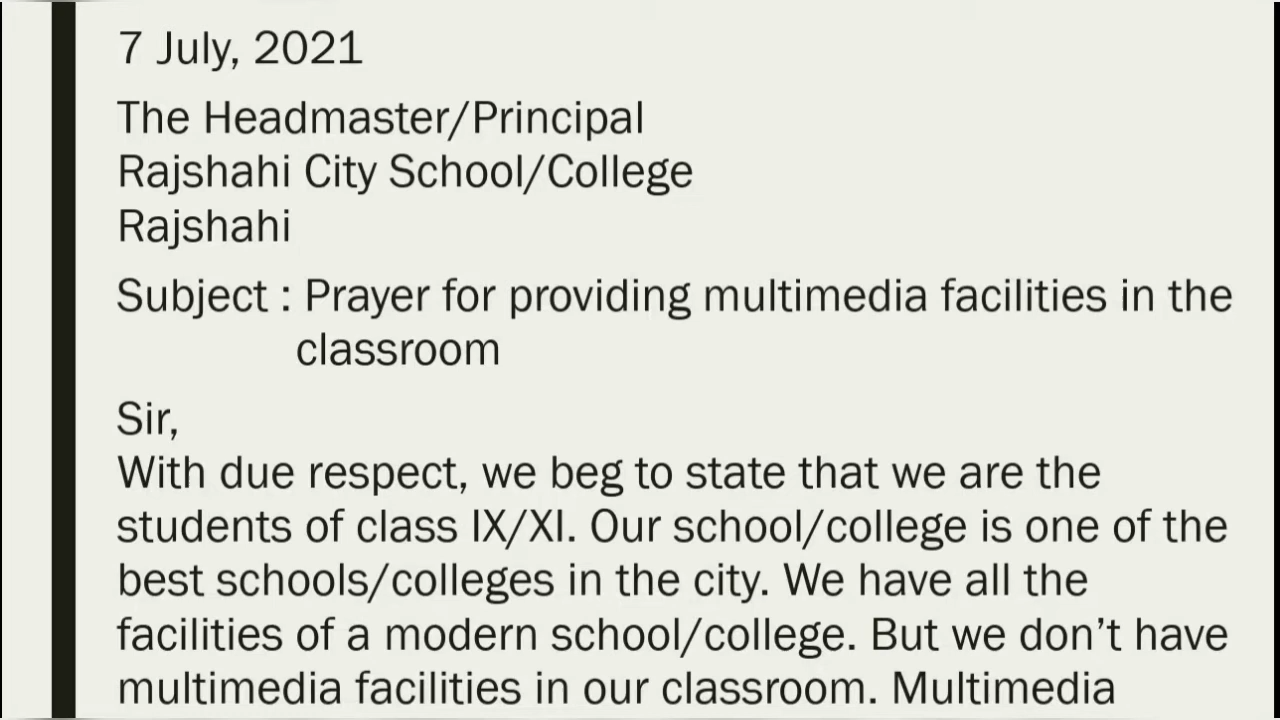 7 July, 2021
The Headmaster/Principal
Rajshahi City School/College
Rajshahi
Subject : Prayer for providing multimedia facilities in the
classroom
Sir,
With due respect, we beg to state that we are the
students of class IX/XI. Our school/college is one of the
best schools/colleges in the city. We have all the
facilities of a modern school/college. But we don’t have
multimedia facilities in our classroom. Multimedia